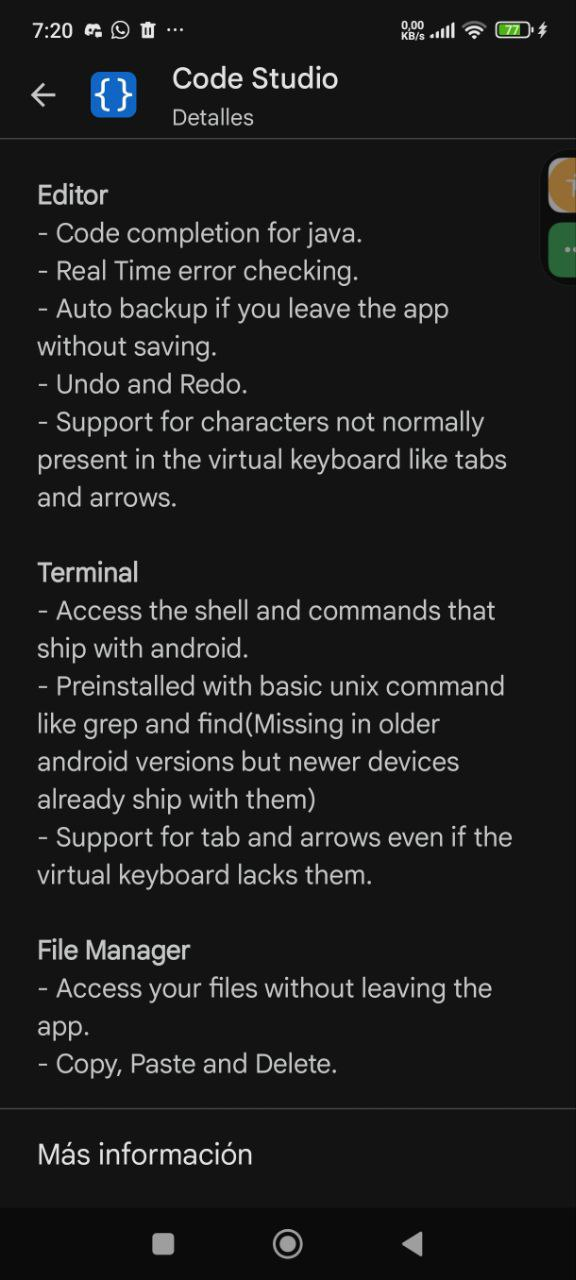 7:20
0,00
KB/s
77
Code Studio
Detalles
Editor
- Code completion for java.
- Real Time error checking.
- Auto backup if you leave the app
without saving.
- Undo and Redo.
- Support for characters not normally
present in the virtual keyboard like tabs
and arrows.
Terminal
- Access the shell and commands that
ship with android.
- Preinstalled with basic unix command
like grep and find(Missing in older
android versions but newer devices
already ship with them)
- Support for tab and arrows even if the
virtual keyboard lacks them.
File Manager
- Access your files without leaving the
app.
- Copy, Paste and Delete.
Más información